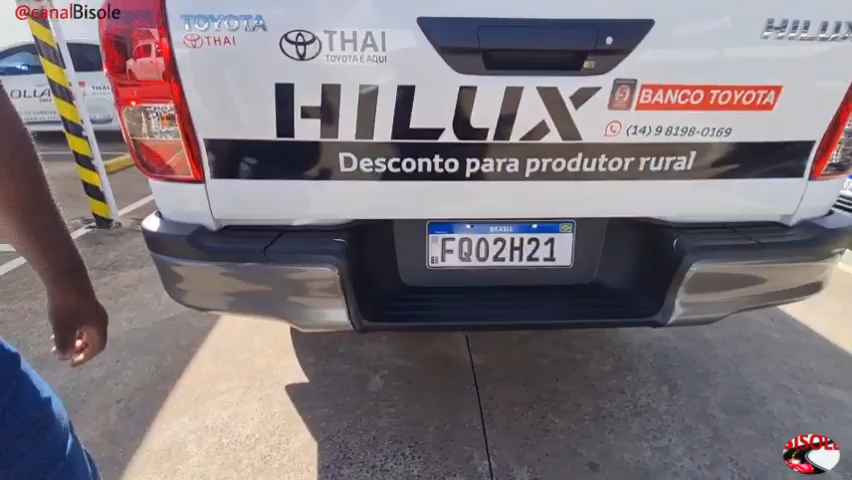 @canalBisole
TOYOTA
THAI
THAI
TOYOTA É AQUI
HILUX
HILUX
BANCO TOYOTA
(14) 9 8198-0169
Desconto para produtor rural
BRASIL
FQO2H21
BISOLE